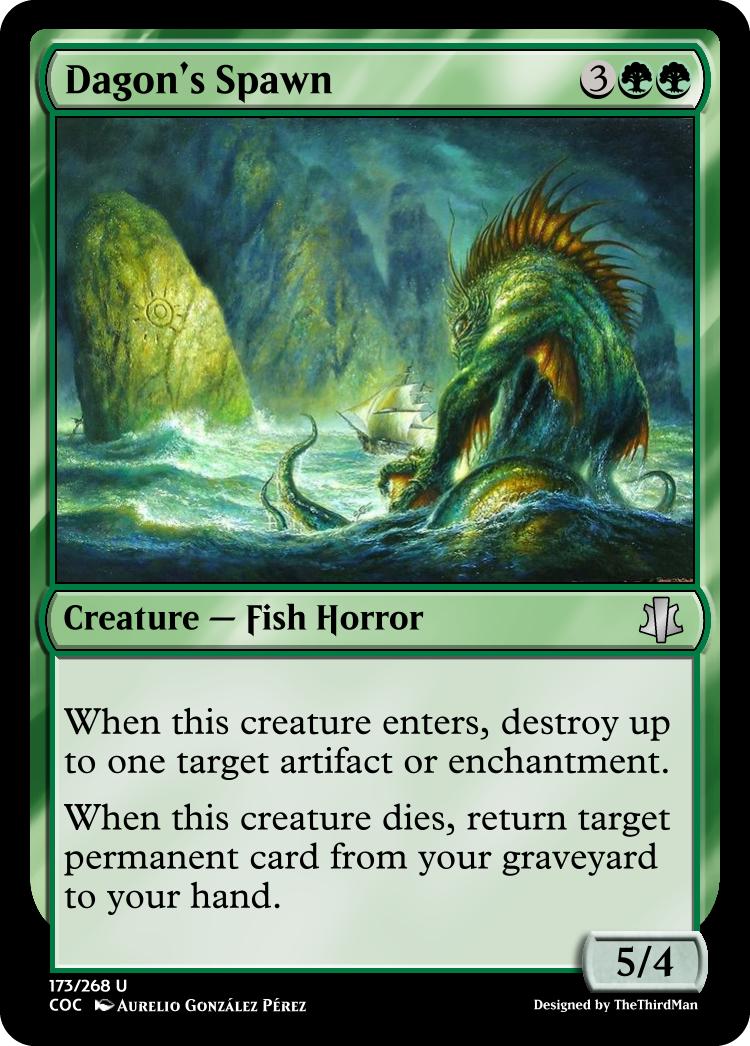 Dagon's Spawn 3
Creature — Fish Horror
When this creature enters, destroy up
to one target artifact or enchantment.
When this creature dies, return target
permanent card from your graveyard
to your hand.
5/4
173/268 U
COC Aurelio González Pérez
Designed by TheThirdMan